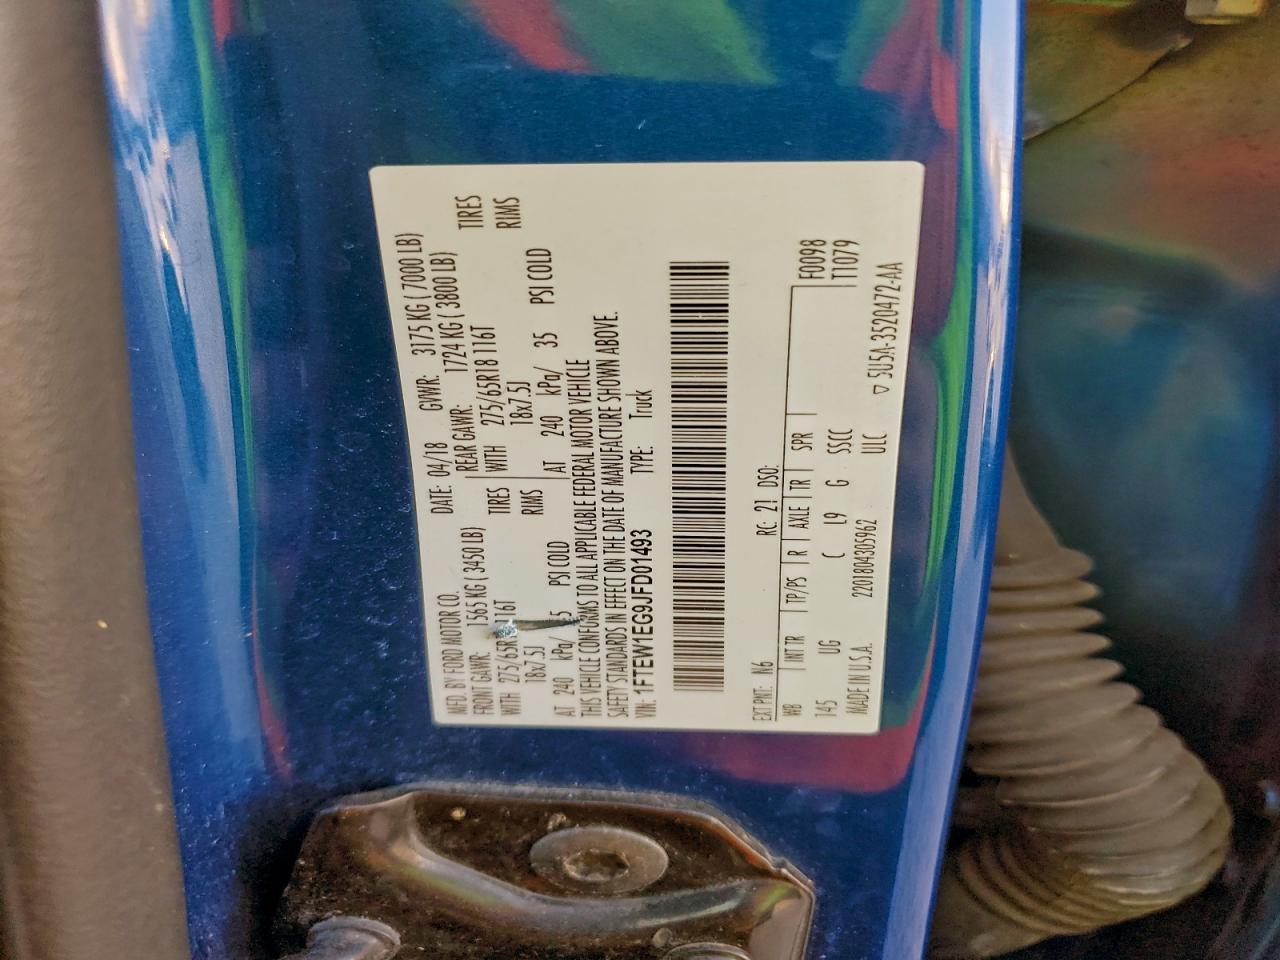 MFD. BY FORD MOTOR CO.
DATE: 04/18 GVWR: 3175 KG ( 7000 LB)
FRONT GAWR: 1565 KG ( 3450 LB) REAR GAWR: 1724 KG ( 3800 LB)
WITH 275/65R 116T TIRES WITH 275/65R18 116T TIRES
18x7.5J RIMS 18x7.5J RIMS
AT 240 kPa/ 5 PSI COLD AT 240 kPa/ 35 PSI COLD
THIS VEHICLE CONFORMS TO ALL APPLICABLE FEDERAL MOTOR VEHICLE
SAFETY STANDARDS IN EFFECT ON THE DATE OF MANUFACTURE SHOWN ABOVE.
VIN: 1FTEW1EG9JFD01493 TYPE: Truck
EXT PNT: N6 RC: 21 DSO:
WB INT TR TP/PS R AXLE TR SPR F0098
145 UG C L9 G SSCC T1079
MADE IN U.S.A. 2201804305962 ULC ▽ 5U5A-3520472-AA